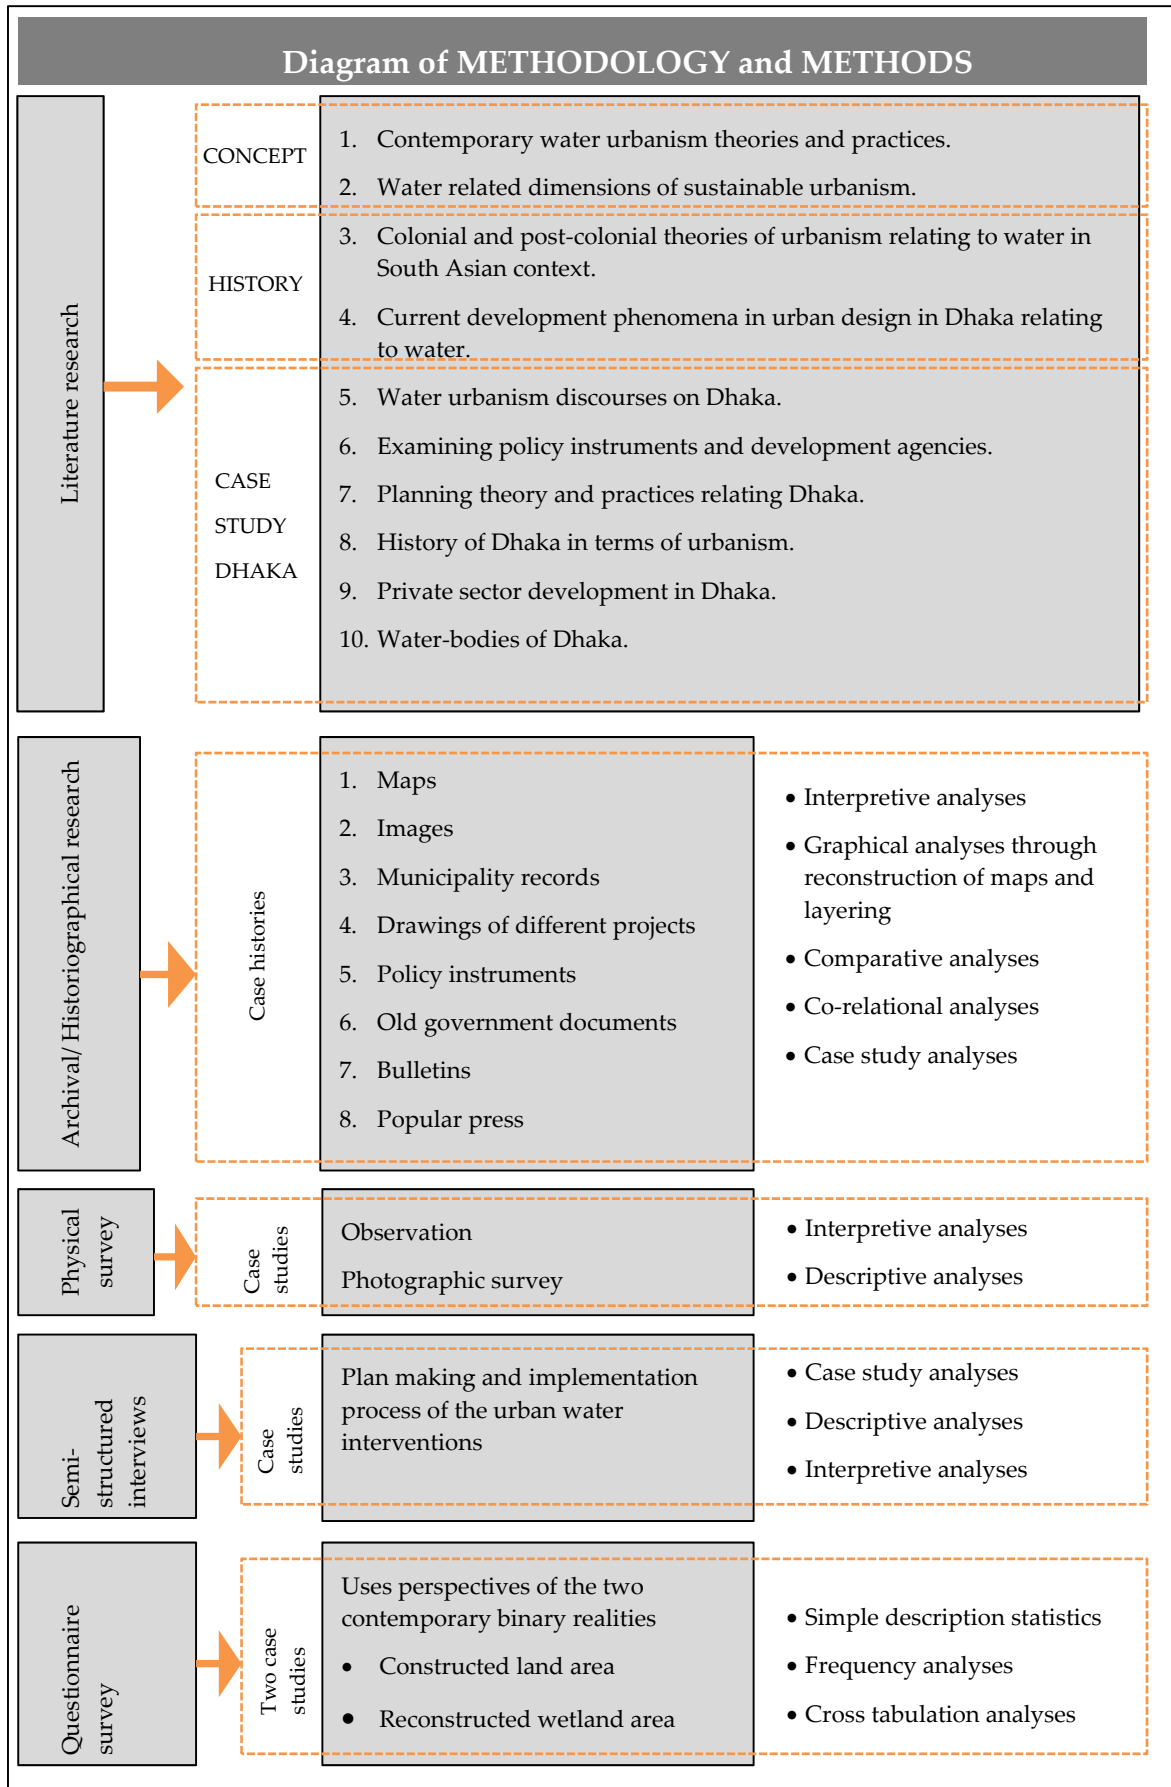 Diagram of METHODOLOGY and METHODS
Literature research
CONCEPT
1. Contemporary water urbanism theories and practices.
2. Water related dimensions of sustainable urbanism.
HISTORY
3. Colonial and post-colonial theories of urbanism relating to water in
South Asian context.
4. Current development phenomena in urban design in Dhaka relating
to water.
CASE
STUDY
DHAKA
5. Water urbanism discourses on Dhaka.
6. Examining policy instruments and development agencies.
7. Planning theory and practices relating Dhaka.
8. History of Dhaka in terms of urbanism.
9. Private sector development in Dhaka.
10. Water-bodies of Dhaka.
Archival/ Historiographical research
Case histories
1. Maps
2. Images
3. Municipality records
4. Drawings of different projects
5. Policy instruments
6. Old government documents
7. Bulletins
8. Popular press
• Interpretive analyses
• Graphical analyses through
reconstruction of maps and
layering
• Comparative analyses
• Co-relational analyses
• Case study analyses
Physical
survey
Case
studies
Observation
Photographic survey
• Interpretive analyses
• Descriptive analyses
Semi-
structured
interviews
Case
studies
Plan making and implementation
process of the urban water
interventions
• Case study analyses
• Descriptive analyses
• Interpretive analyses
Questionnaire
survey
Two case
studies
Uses perspectives of the two
contemporary binary realities
• Constructed land area
• Reconstructed wetland area
• Simple description statistics
• Frequency analyses
• Cross tabulation analyses